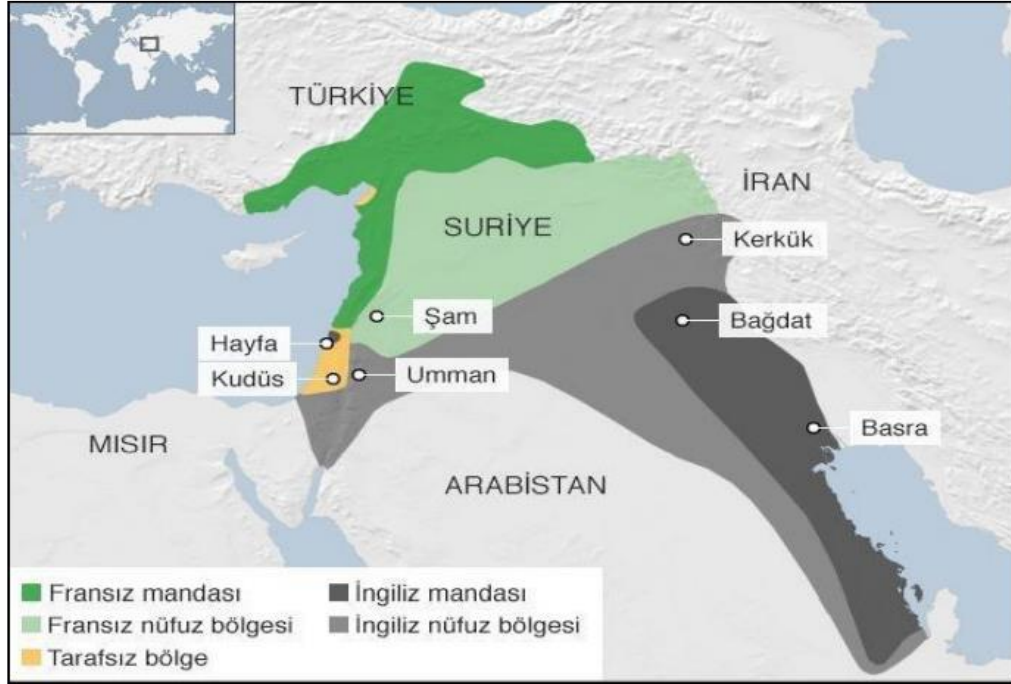 TÜRKİYE
İRAN
SURİYE
Kerkük
Şam
Bağdat
Hayfa
Kudüs
Umman
Basra
MISIR
ARABİSTAN
Fransız mandası
Fransız nüfuz bölgesi
Tarafsız bölge
İngiliz mandası
İngiliz nüfuz bölgesi